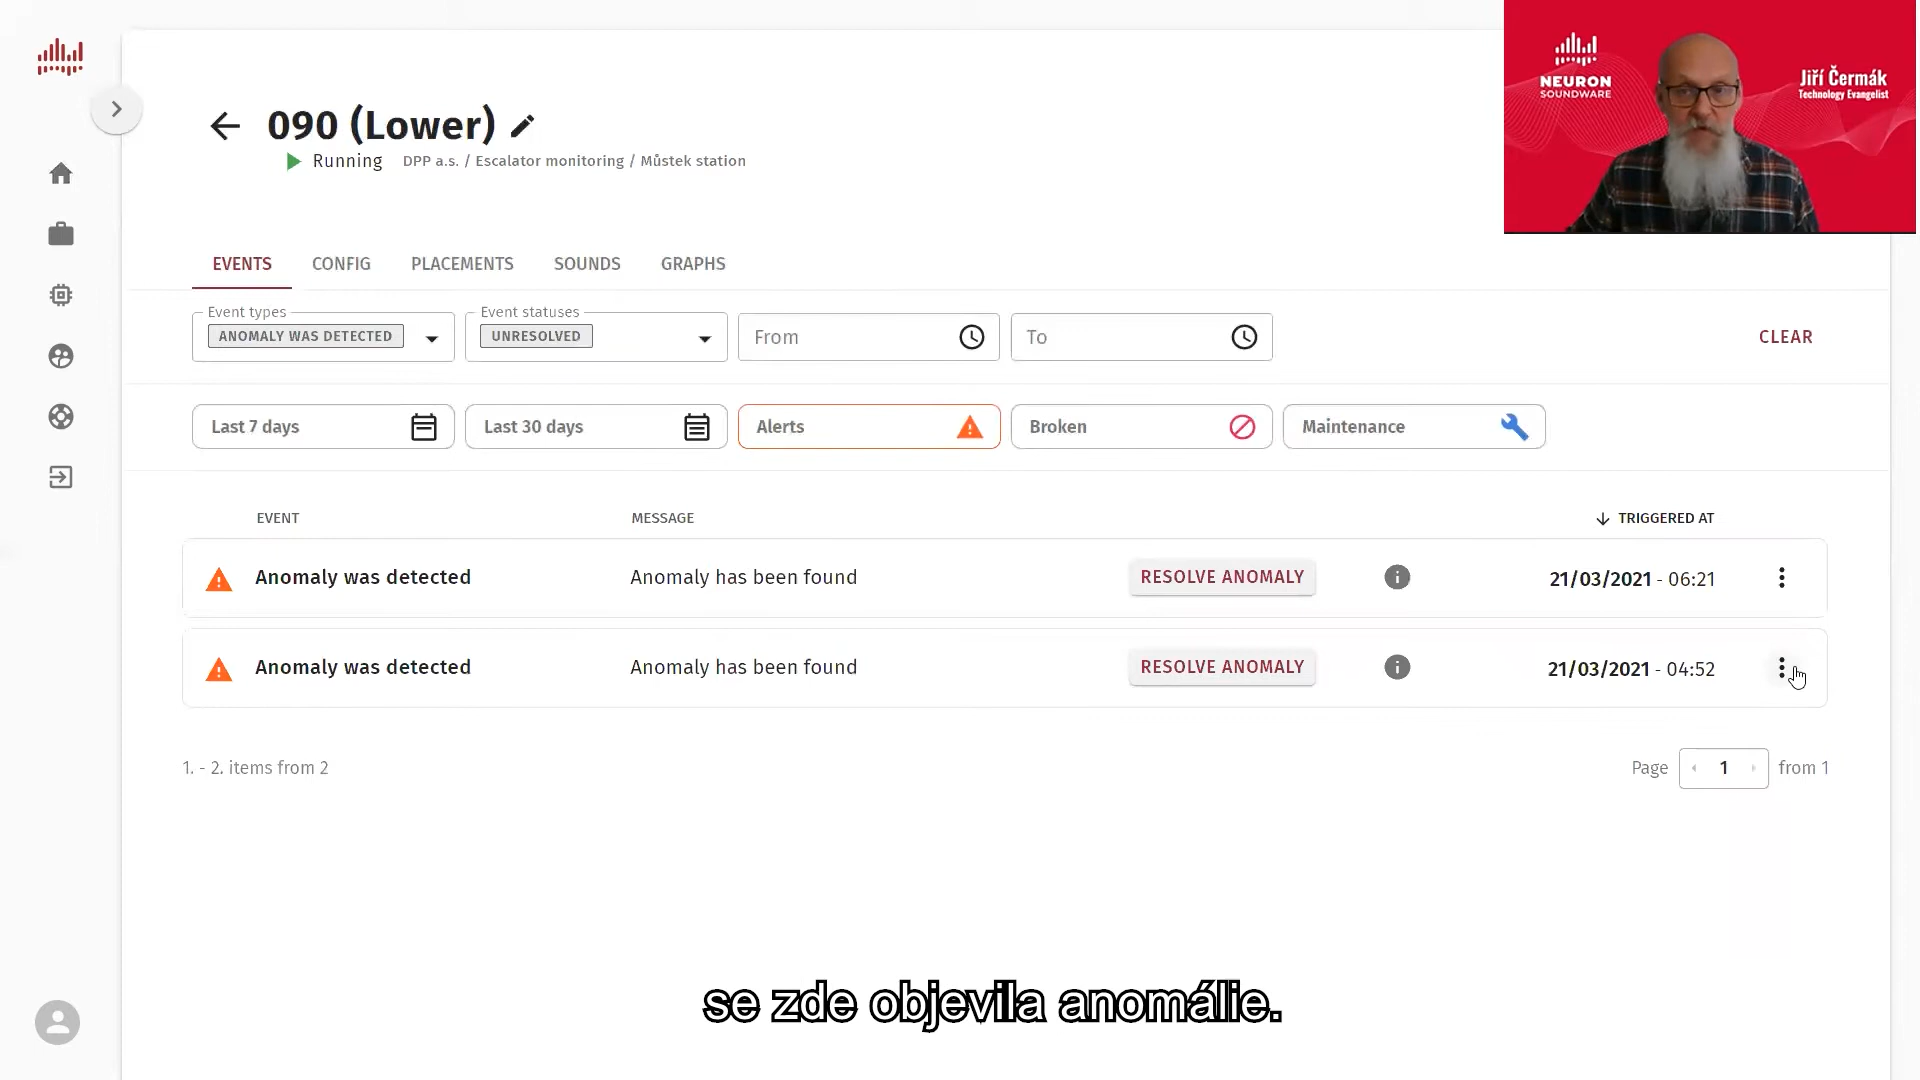 NEURON
SOUNDWARE
Jiří Čermák
Technology Evangelist
090 (Lower)
Running DPP a.s. / Escalator monitoring / Můstek station
EVENTS CONFIG PLACEMENTS SOUNDS GRAPHS
Event types Event statuses
ANOMALY WAS DETECTED UNRESOLVED From To CLEAR
Last 7 days Last 30 days Alerts Broken Maintenance
EVENT MESSAGE TRIGGERED AT
Anomaly was detected Anomaly has been found RESOLVE ANOMALY 21/03/2021 - 06:21
Anomaly was detected Anomaly has been found RESOLVE ANOMALY 21/03/2021 - 04:52
1. - 2. items from 2 Page 1 from 1
se zde objevila anomálie.